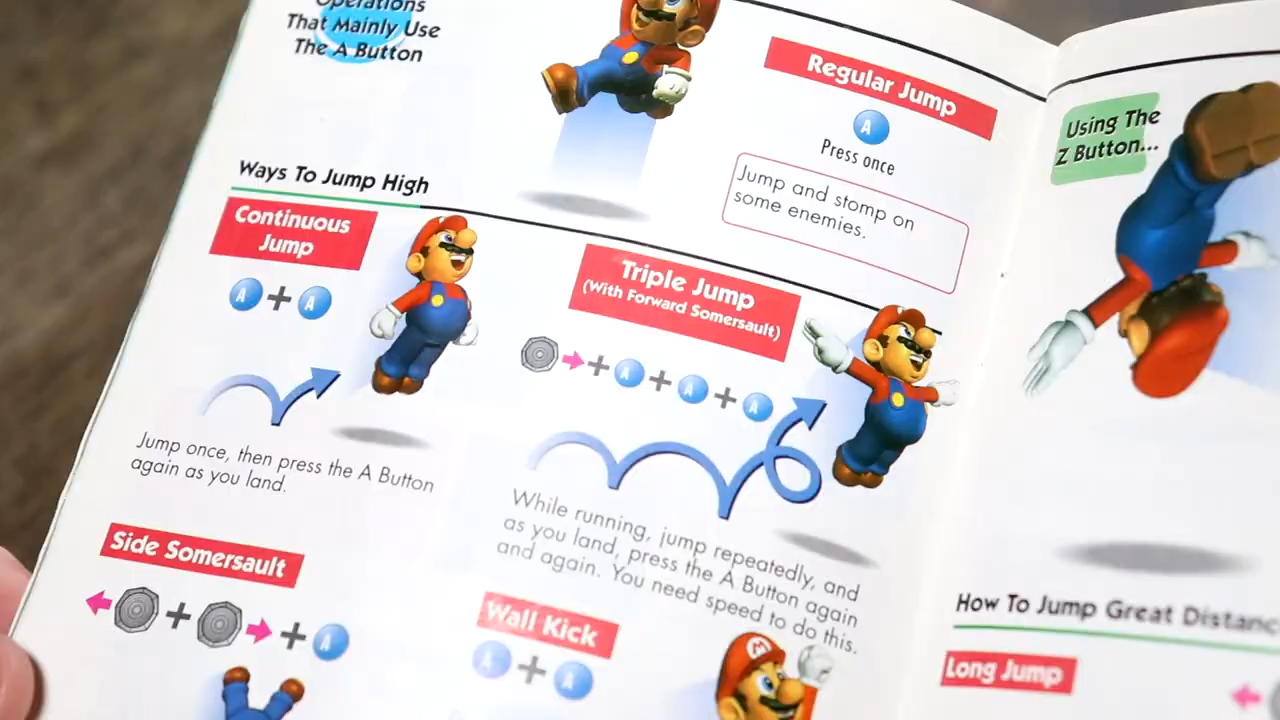 Operations
That Mainly Use
The A Button
Regular Jump
A
Press once
Jump and stomp on
some enemies.
Ways To Jump High
Continuous
Jump
A + A
Jump once, then press the A Button
again as you land.
Triple Jump
(With Forward Somersault)
+ A + A + A
While running, jump repeatedly, and
as you land, press the A Button again
and again. You need speed to do this.
Side Somersault
+ + A
Wall Kick
A + A
M
Using The
Z Button...
How To Jump Great Distanc
Long Jump